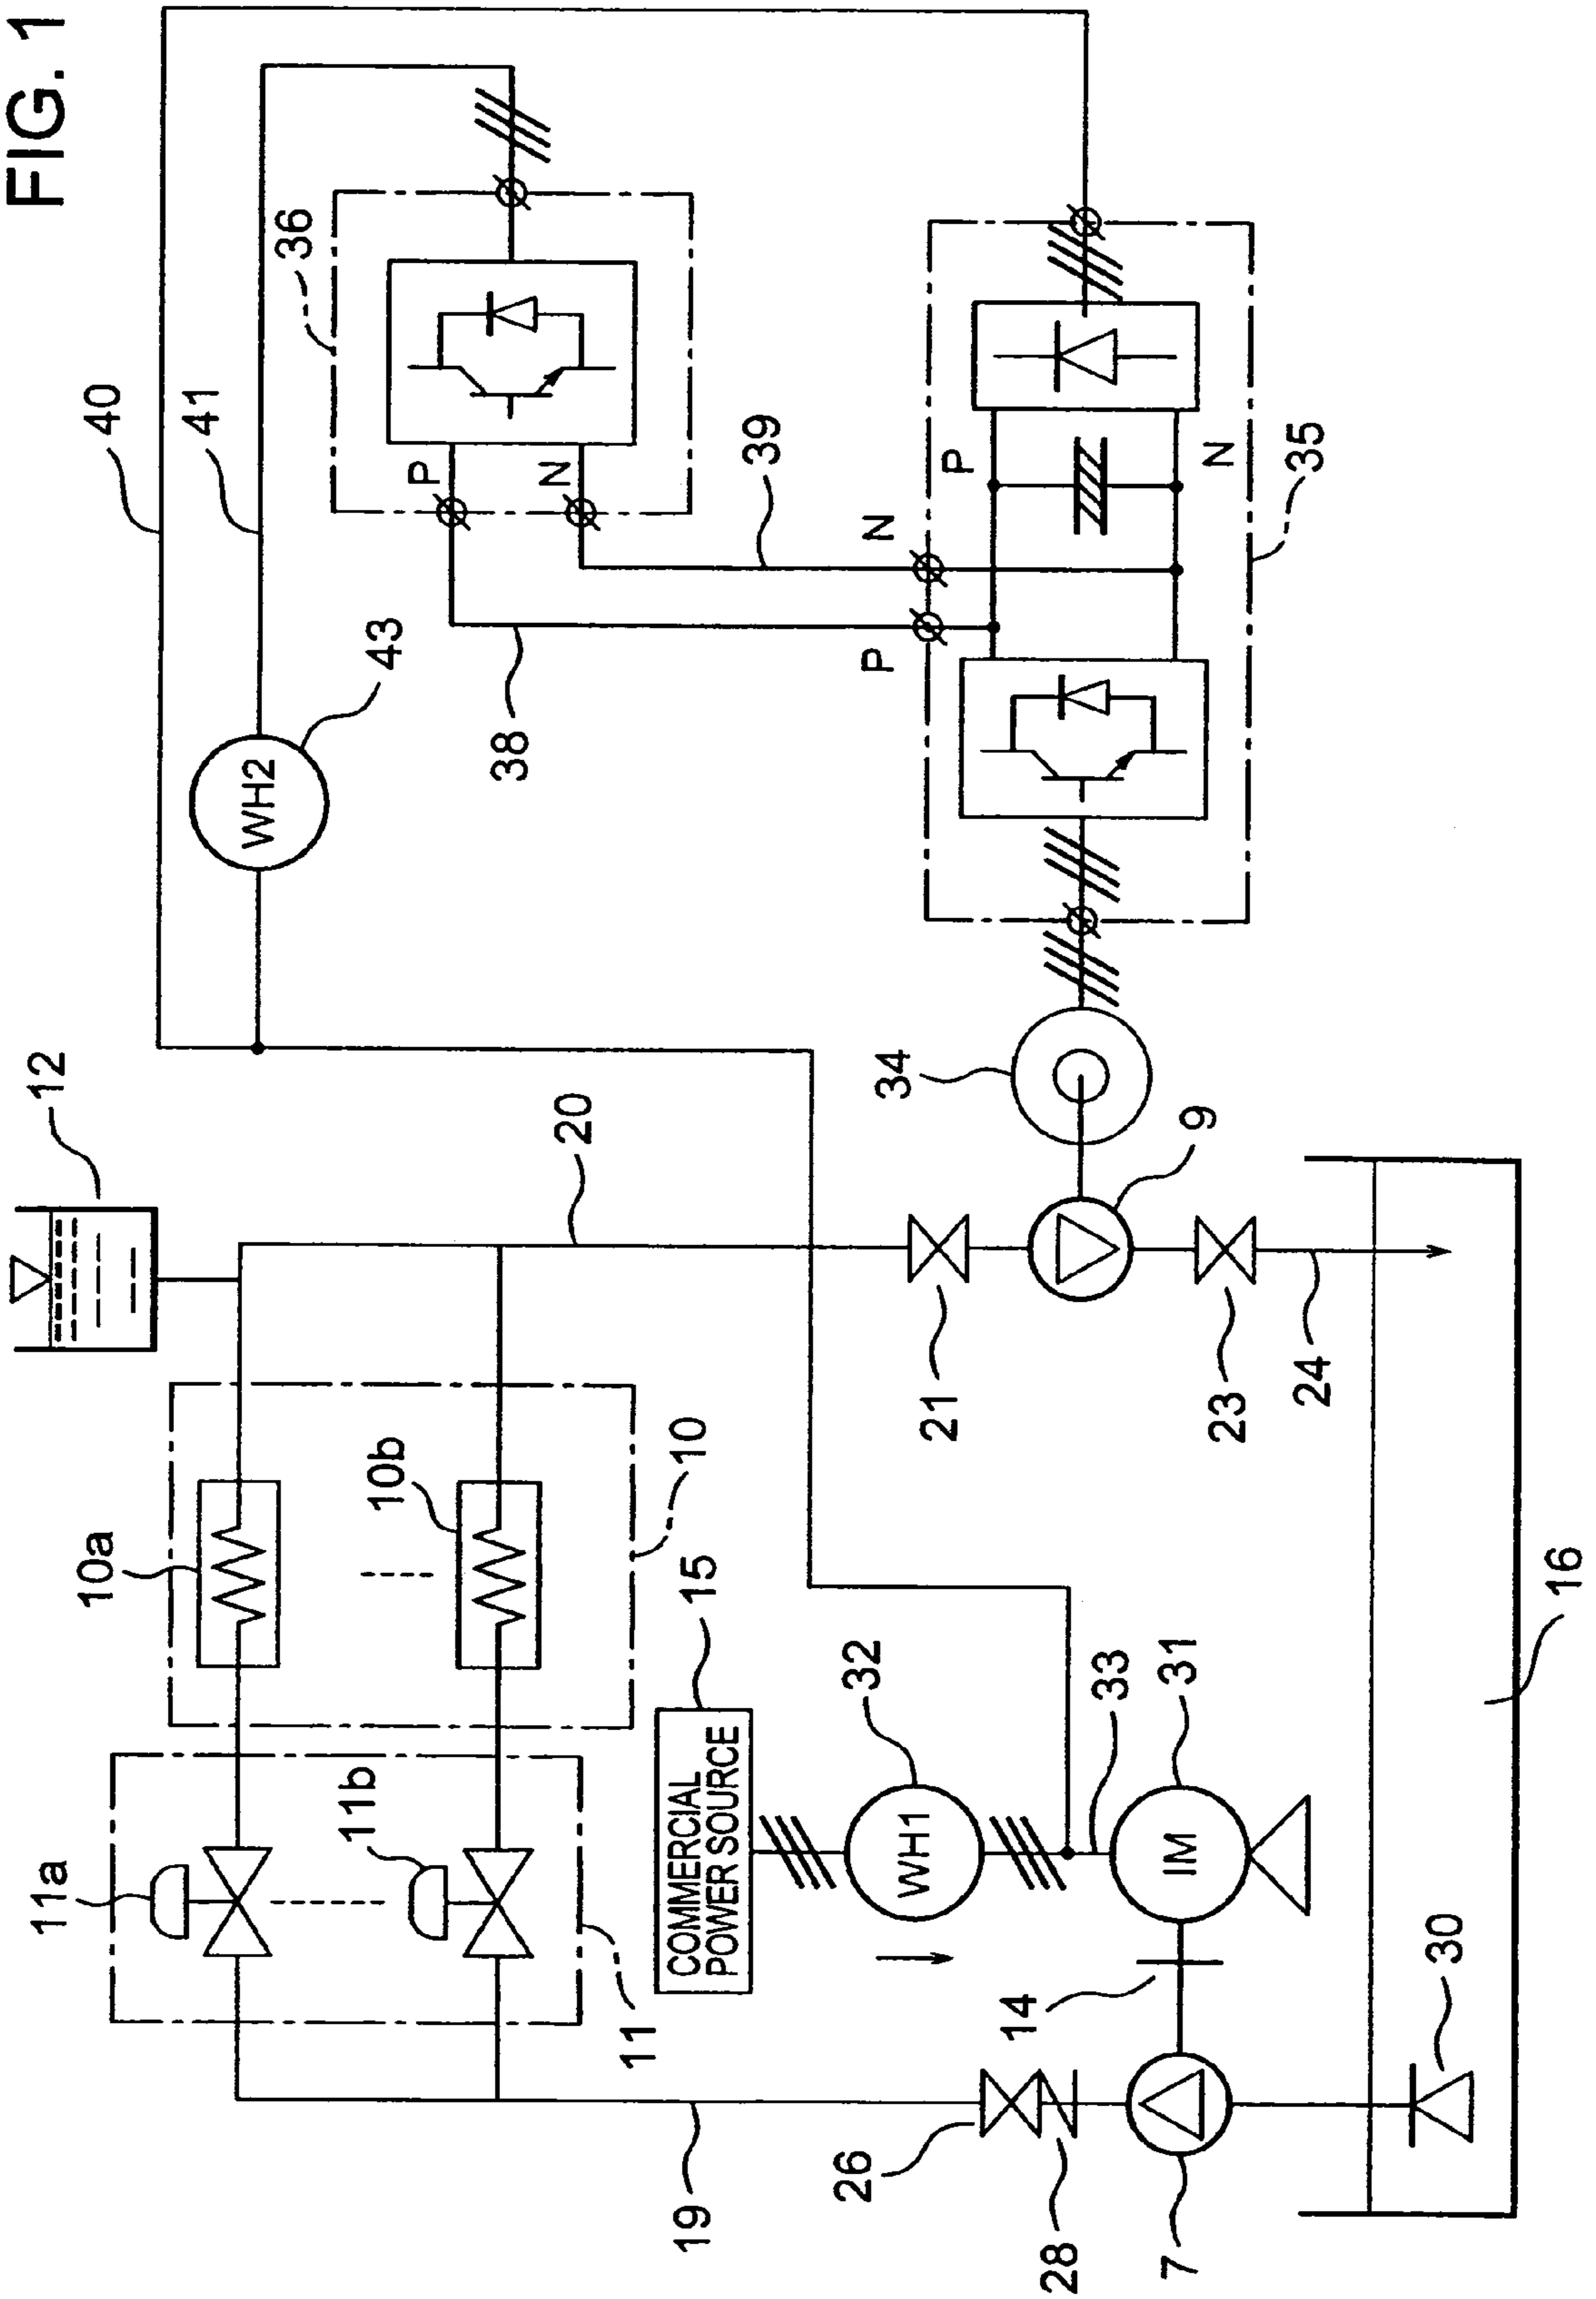 FIG. 1
12
40
41
36
43
WH2
P
N
38
39
N
P
P
N
35
34
9
20
21
23
24
10a
10b
10
11a
11b
11
15
COMMERCIAL
POWER SOURCE
32
WH1
33
31
IM
14
16
19
26
28
7
30